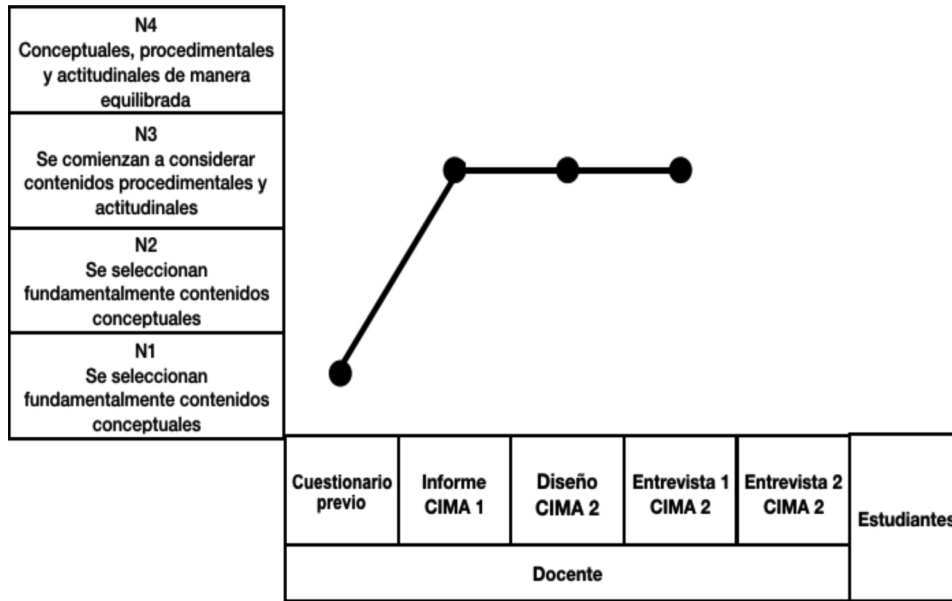 N4
Conceptuales, procedimentales
y actitudinales de manera
equilibrada
N3
Se comienzan a considerar
contenidos procedimentales y
actitudinales
N2
Se seleccionan
fundamentalmente contenidos
conceptuales
N1
Se seleccionan
fundamentalmente contenidos
conceptuales
Cuestionario
previo
Informe
CIMA 1
Diseño
CIMA 2
Entrevista 1
CIMA 2
Entrevista 2
CIMA 2
Estudiantes
Docente